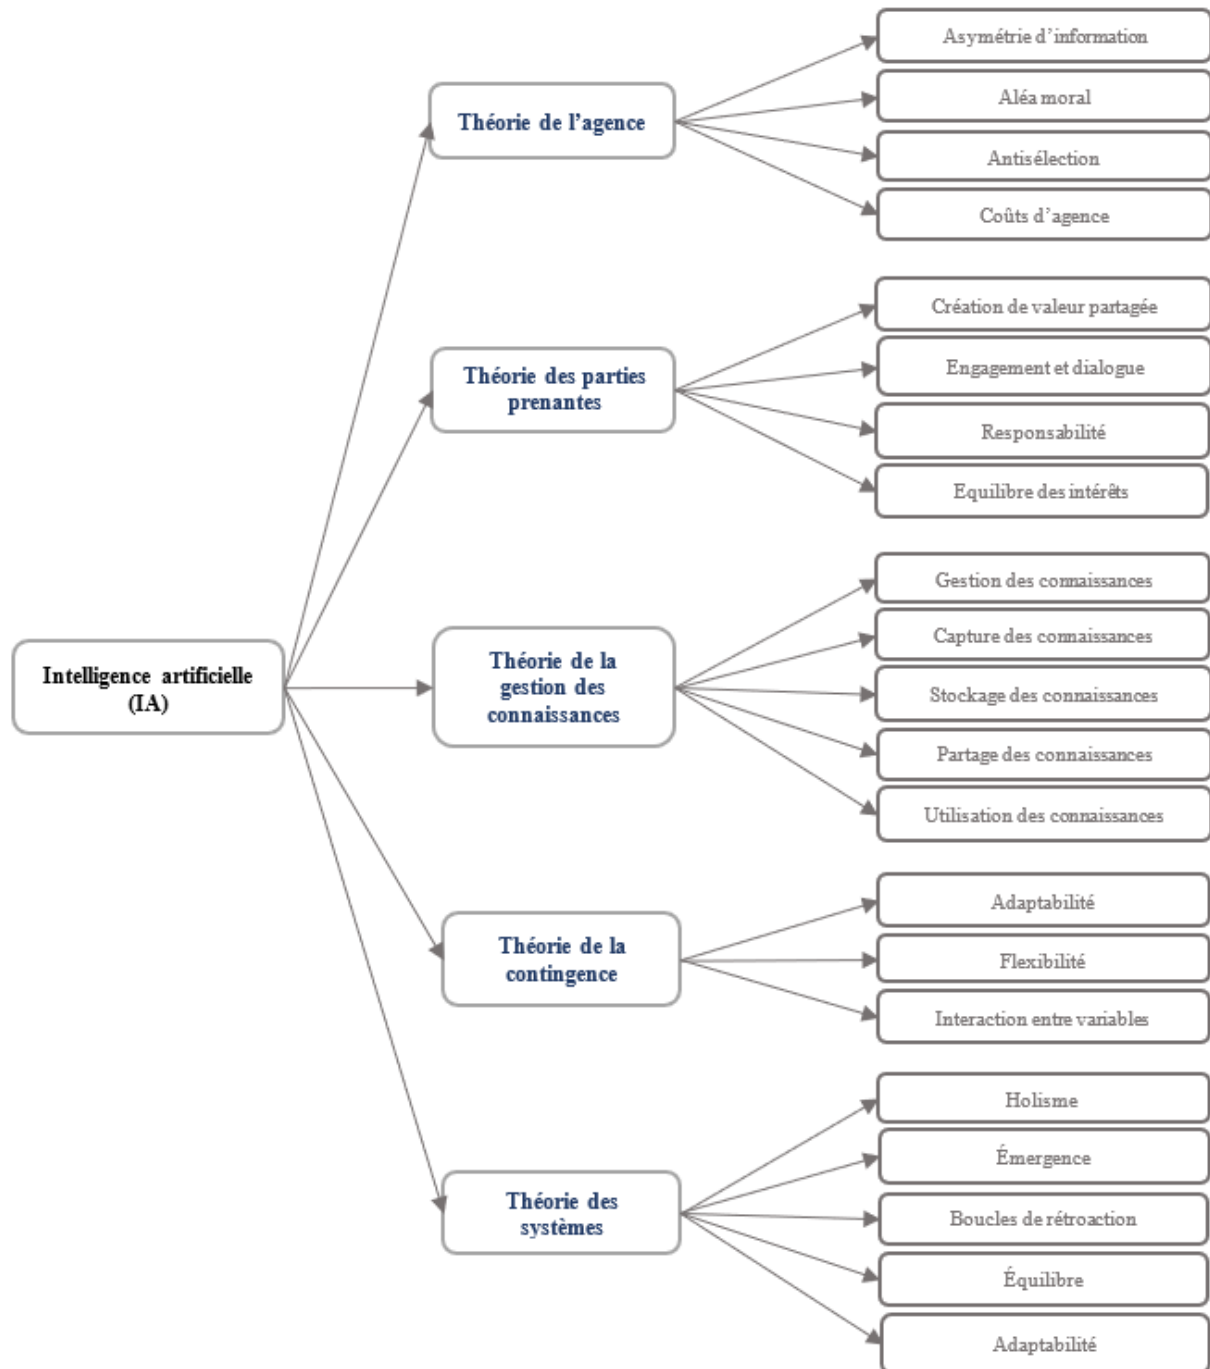 Asymétrie d’information
Aléa moral
Théorie de l’agence
Antisélection
Coûts d’agence
Création de valeur partagée
Engagement et dialogue
Théorie des parties
prenantes
Responsabilité
Equilibre des intérêts
Gestion des connaissances
Capture des connaissances
Intelligence artificielle
(IA)
Théorie de la
gestion des
connaissances
Stockage des connaissances
Partage des connaissances
Utilisation des connaissances
Adaptabilité
Théorie de la
contingence
Flexibilité
Interaction entre variables
Holisme
Émergence
Théorie des
systèmes
Boucles de rétroaction
Équilibre
Adaptabilité